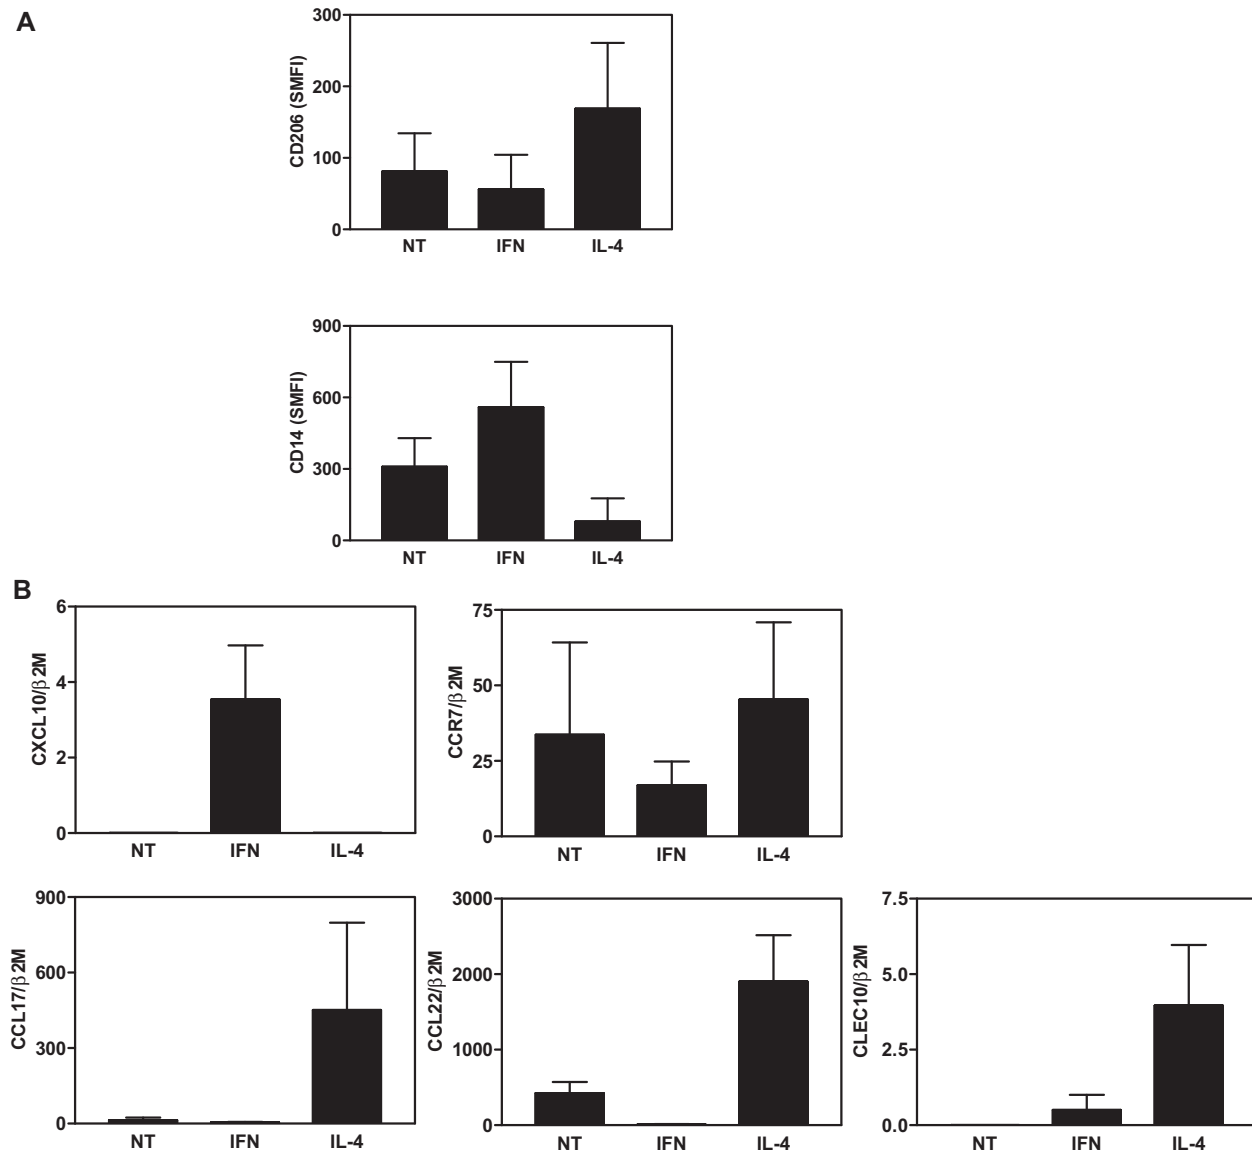 A
CD206 (SMFI)
300
200
100
0
NT IFN IL-4
CD14 (SMFI)
900
600
300
0
NT IFN IL-4
B
CXCL10/β2M
6
4
2
0
NT IFN IL-4
CCR7/β2M
75
50
25
0
NT IFN IL-4
CCL17/β2M
900
600
300
0
NT IFN IL-4
CCL22/β2M
3000
2000
1000
0
NT IFN IL-4
CLEC10/β2M
7.5
5.0
2.5
0.0
NT IFN IL-4